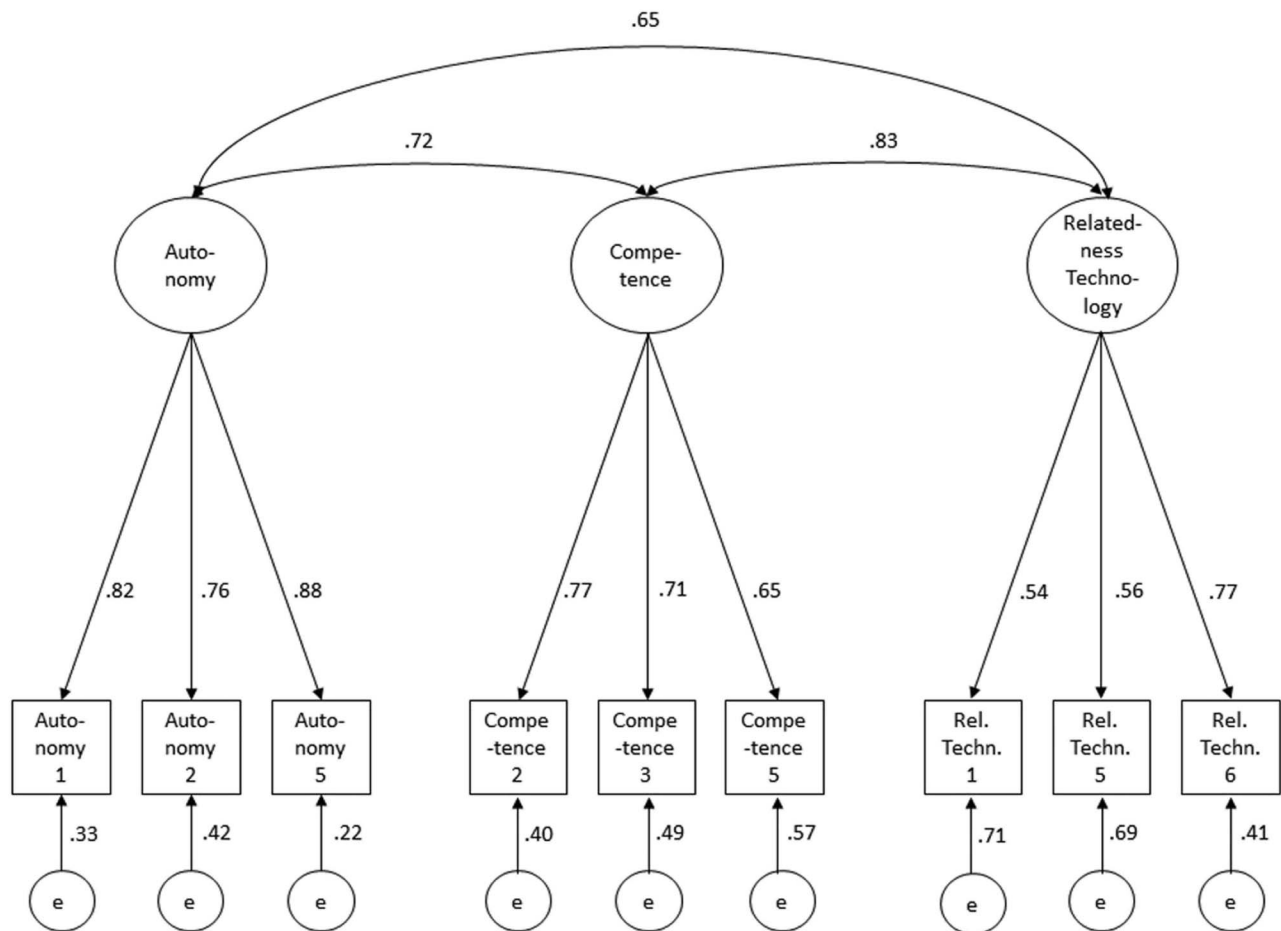 .65
.72 .83
Auto-
nomy
Compe-
tence
Related-
ness
Techno-
logy
.82 .76 .88 .77 .71 .65 .54 .56 .77
Auto-
nomy
1
Auto-
nomy
2
Auto-
nomy
5
Compe
-tence
2
Compe
-tence
3
Compe
-tence
5
Rel.
Techn.
1
Rel.
Techn.
5
Rel.
Techn.
6
.33 .42 .22 .40 .49 .57 .71 .69 .41
e e e e e e e e e